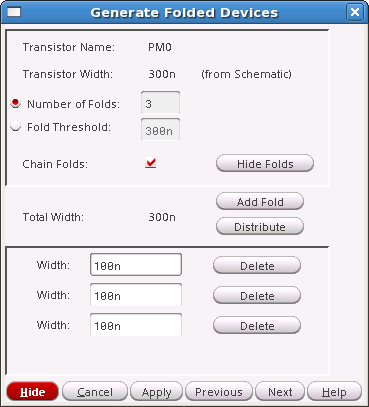 Generate Folded Devices
Transistor Name: PM0
Transistor Width: 300n (from Schematic)
Number of Folds: 3
Fold Threshold: 300n
Chain Folds: Hide Folds
Add Fold
Total Width: 300n
Distribute
Width: 100n Delete
Width: 100n Delete
Width: 100n Delete
Hide Cancel Apply Previous Next Help